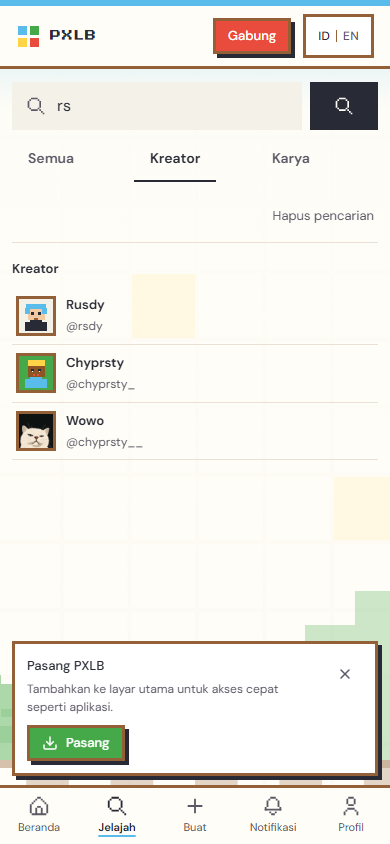 PXLB
Gabung
ID | EN
rs
Semua
Kreator
Karya
Hapus pencarian
Kreator
Rusdy
@rsdy
Chyprsty
@chyprsty_
Wowo
@chyprsty__
Pasang PXLB
Tambahkan ke layar utama untuk akses cepat
seperti aplikasi.
Pasang
Beranda
Jelajah
Buat
Notifikasi
Profil